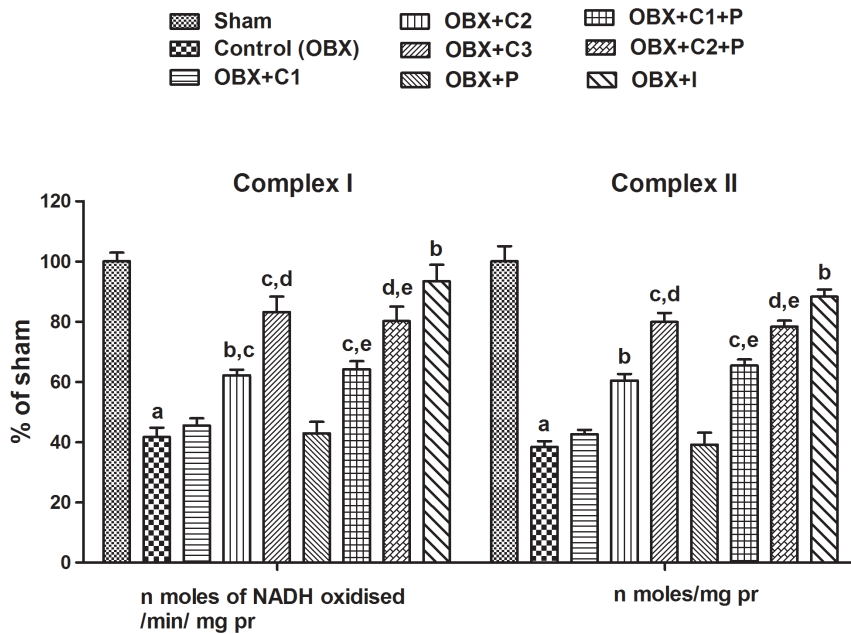 Sham
Control (OBX)
OBX+C1
OBX+C2
OBX+C3
OBX+P
OBX+C1+P
OBX+C2+P
OBX+I
Complex I
Complex II
% of sham
120
100
80
60
40
20
0
a
b,c
c,d
c,e
d,e
b
a
b
c,d
c,e
d,e
b
n moles of NADH oxidised
/min/ mg pr
n moles/mg pr